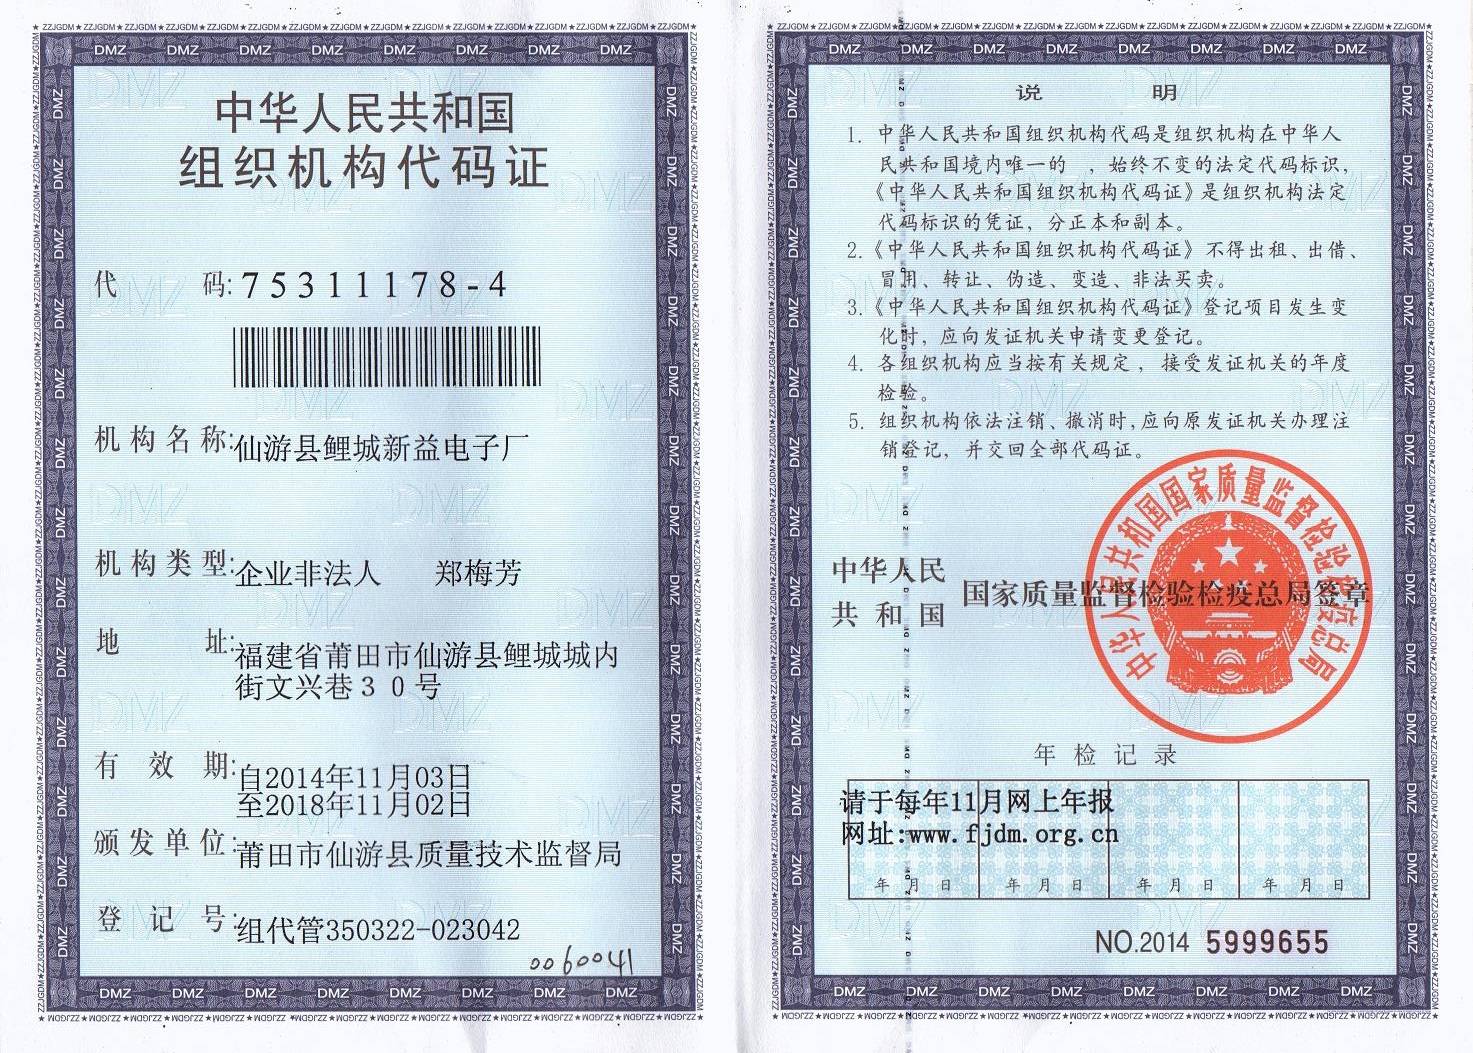 中华人民共和国
组织机构代码证
代 码:75311178-4
机构名称:仙游县鲤城新益电子厂
机构类型:企业非法人 郑梅芳
地 址:福建省莆田市仙游县鲤城城内
街文兴巷30号
有 效 期:自2014年11月03日
至2018年11月02日
颁发单位:莆田市仙游县质量技术监督局
登 记 号:组代管350322-023042
0060041
说 明
1. 中华人民共和国组织机构代码是组织机构在中华人
民共和国境内唯一的 ,始终不变的法定代码标识,
《中华人民共和国组织机构代码证》是组织机构法定
代码标识的凭证,分正本和副本。
2.《中华人民共和国组织机构代码证》不得出租、出借、
冒用、转让、伪造、变造、非法买卖。
3.《中华人民共和国组织机构代码证》登记项目发生变
化时,应向发证机关申请变更登记。
4. 各组织机构应当按有关规定,接受发证机关的年度
检验。
5. 组织机构依法注销、撤消时,应向原发证机关办理注
销登记,并交回全部代码证。
中华人民
共和国
国家质量监督检验检疫总局签章
中华人民共和国国家质量监督检验检疫总局
年检记录
请于每年11月网上年报
网址:www.fjdm.org.cn
年 月 日 年 月 日 年 月 日 年 月 日
NO.2014 5999655